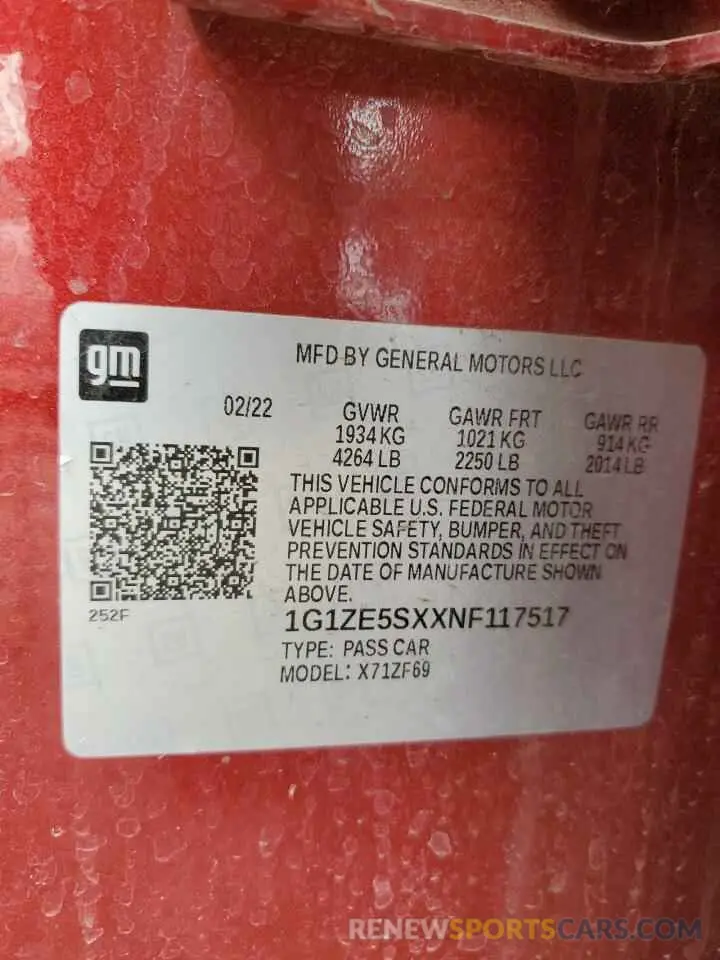 gm
MFD BY GENERAL MOTORS LLC
02/22 GVWR GAWR FRT GAWR RR
1934 KG 1021 KG 914 KG
4264 LB 2250 LB 2014 LB
THIS VEHICLE CONFORMS TO ALL
APPLICABLE U.S. FEDERAL MOTOR
VEHICLE SAFETY, BUMPER, AND THEFT
PREVENTION STANDARDS IN EFFECT ON
THE DATE OF MANUFACTURE SHOWN
ABOVE.
252F
1G1ZE5SXXNF117517
TYPE: PASS CAR
MODEL: X71ZF69
RENEWSPORTSCARS.COM